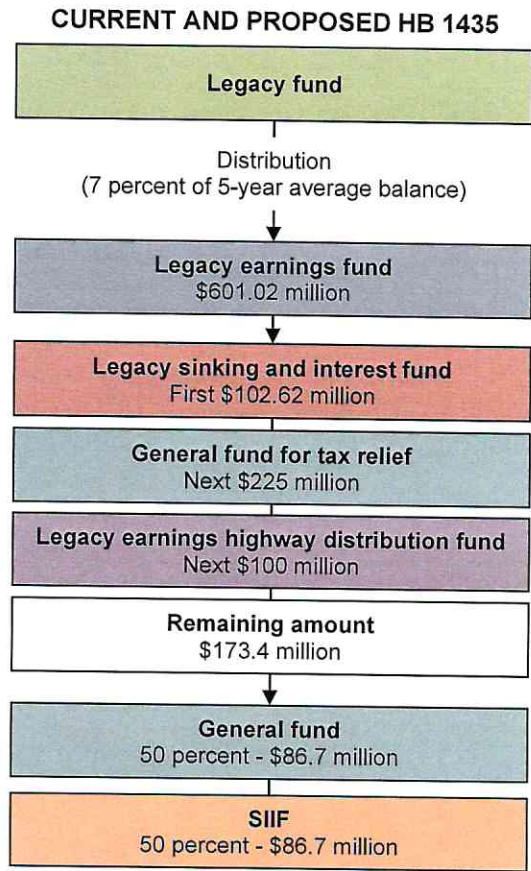 CURRENT AND PROPOSED HB 1435
Legacy fund
Distribution
(7 percent of 5-year average balance)
Legacy earnings fund
$601.02 million
Legacy sinking and interest fund
First $102.62 million
General fund for tax relief
Next $225 million
Legacy earnings highway distribution fund
Next $100 million
Remaining amount
$173.4 million
General fund
50 percent - $86.7 million
SIIF
50 percent - $86.7 million